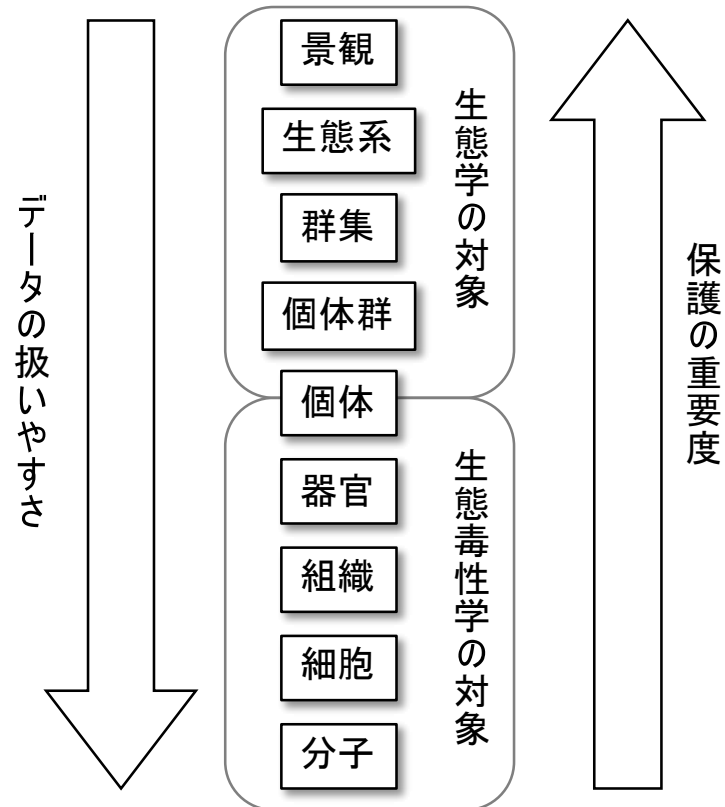 景観
生態系
群集
個体群
個体
器官
組織
細胞
分子
生態学の対象
生態毒性学の対象
データの扱いやすさ
保護の重要度